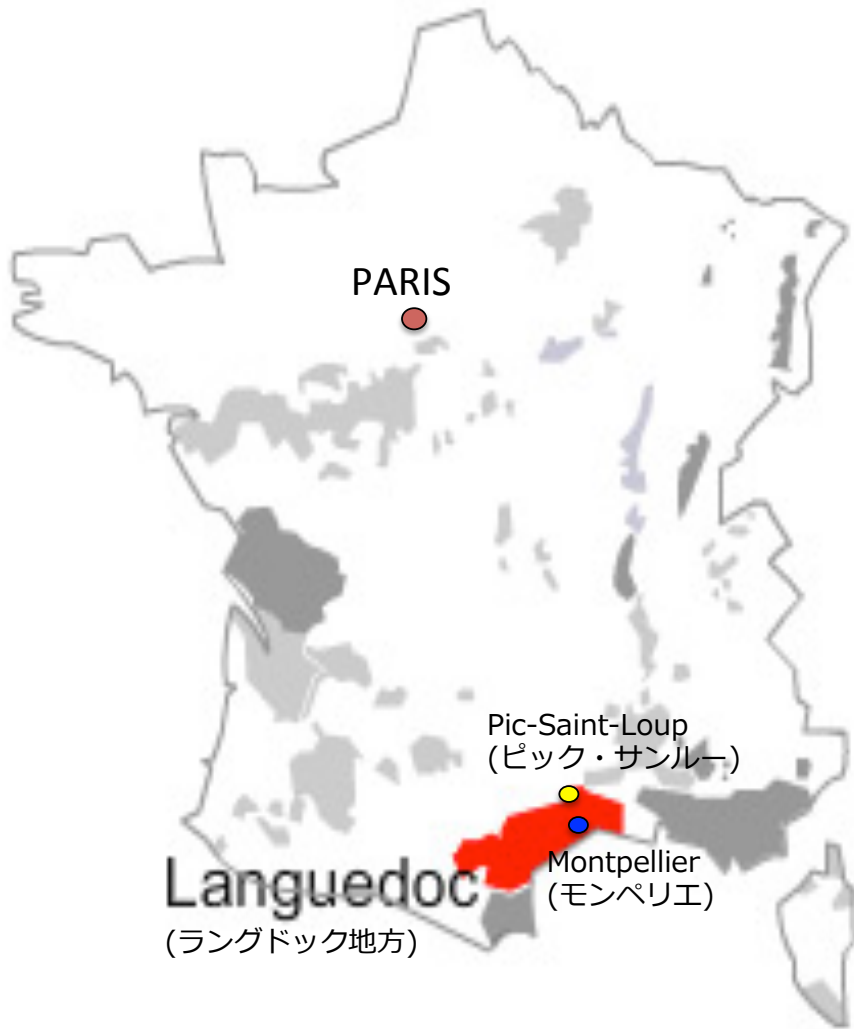 PARIS
Pic-Saint-Loup
(ピック・サンルー)
Montpellier
(モンペリエ)
Languedoc
(ラングドック地方)